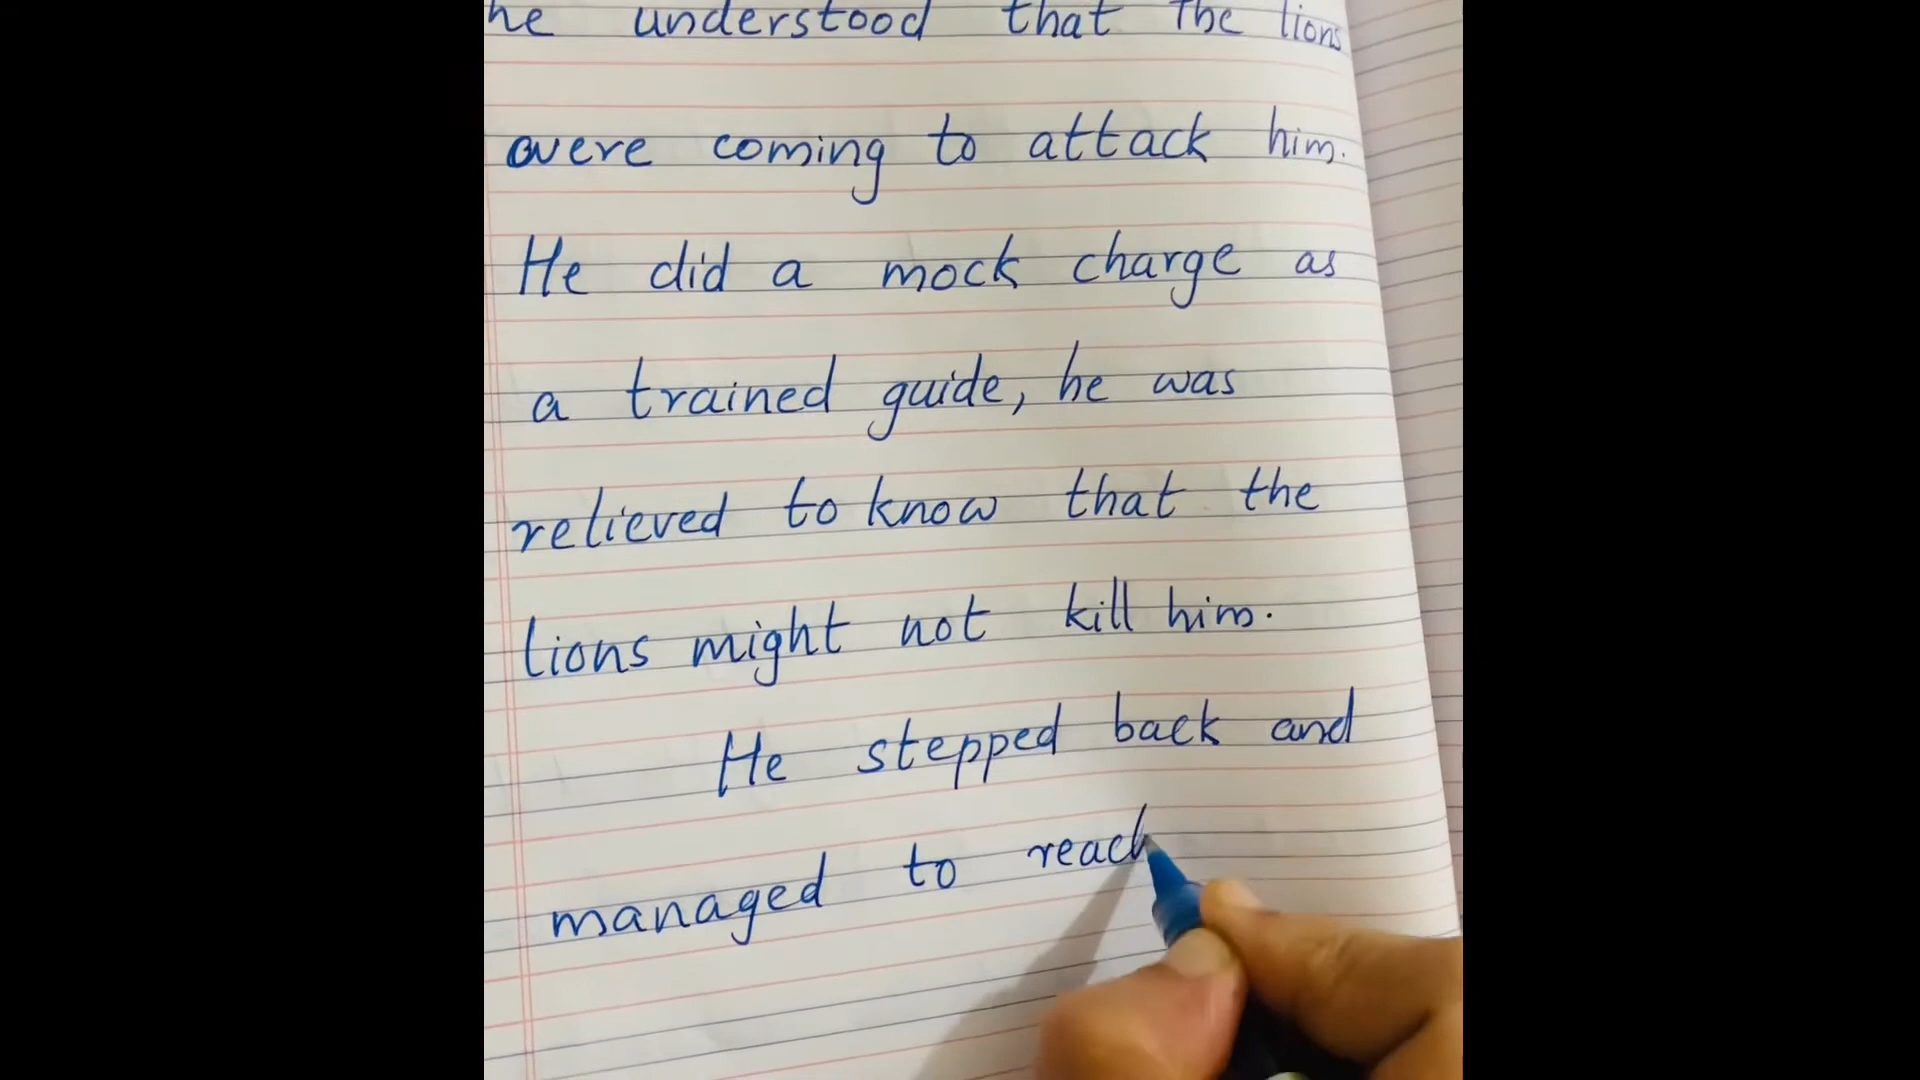 he understood that the lions
were coming to attack him.
He did a mock charge as
a trained guide, he was
relieved to know that the
lions might not kill him.
He stepped back and
managed to reach